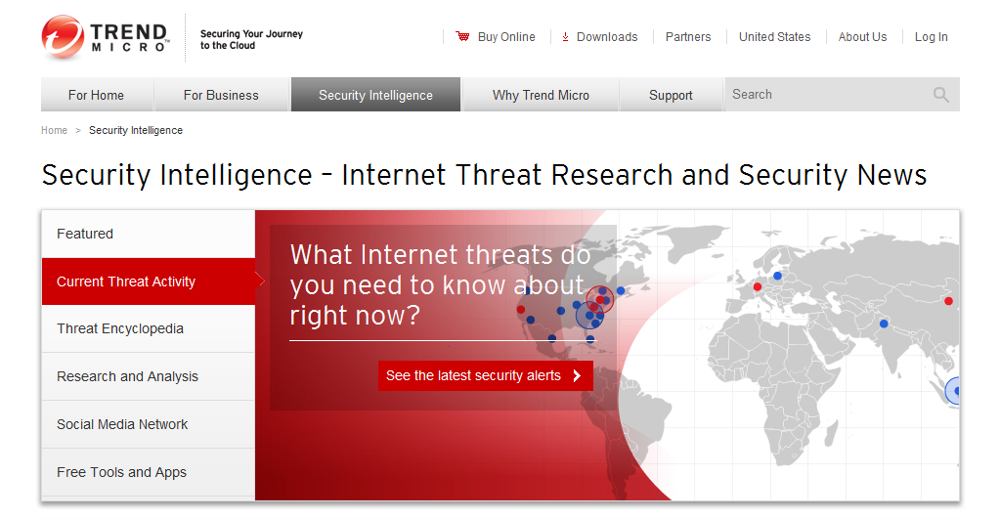 TREND
MICRO™
Securing Your Journey
to the Cloud
Buy Online
Downloads
Partners
United States
About Us
Log In
For Home
For Business
Security Intelligence
Why Trend Micro
Support
Search
Home > Security Intelligence
Security Intelligence – Internet Threat Research and Security News
Featured
Current Threat Activity
Threat Encyclopedia
Research and Analysis
Social Media Network
Free Tools and Apps
What Internet threats do
you need to know about
right now?
See the latest security alerts